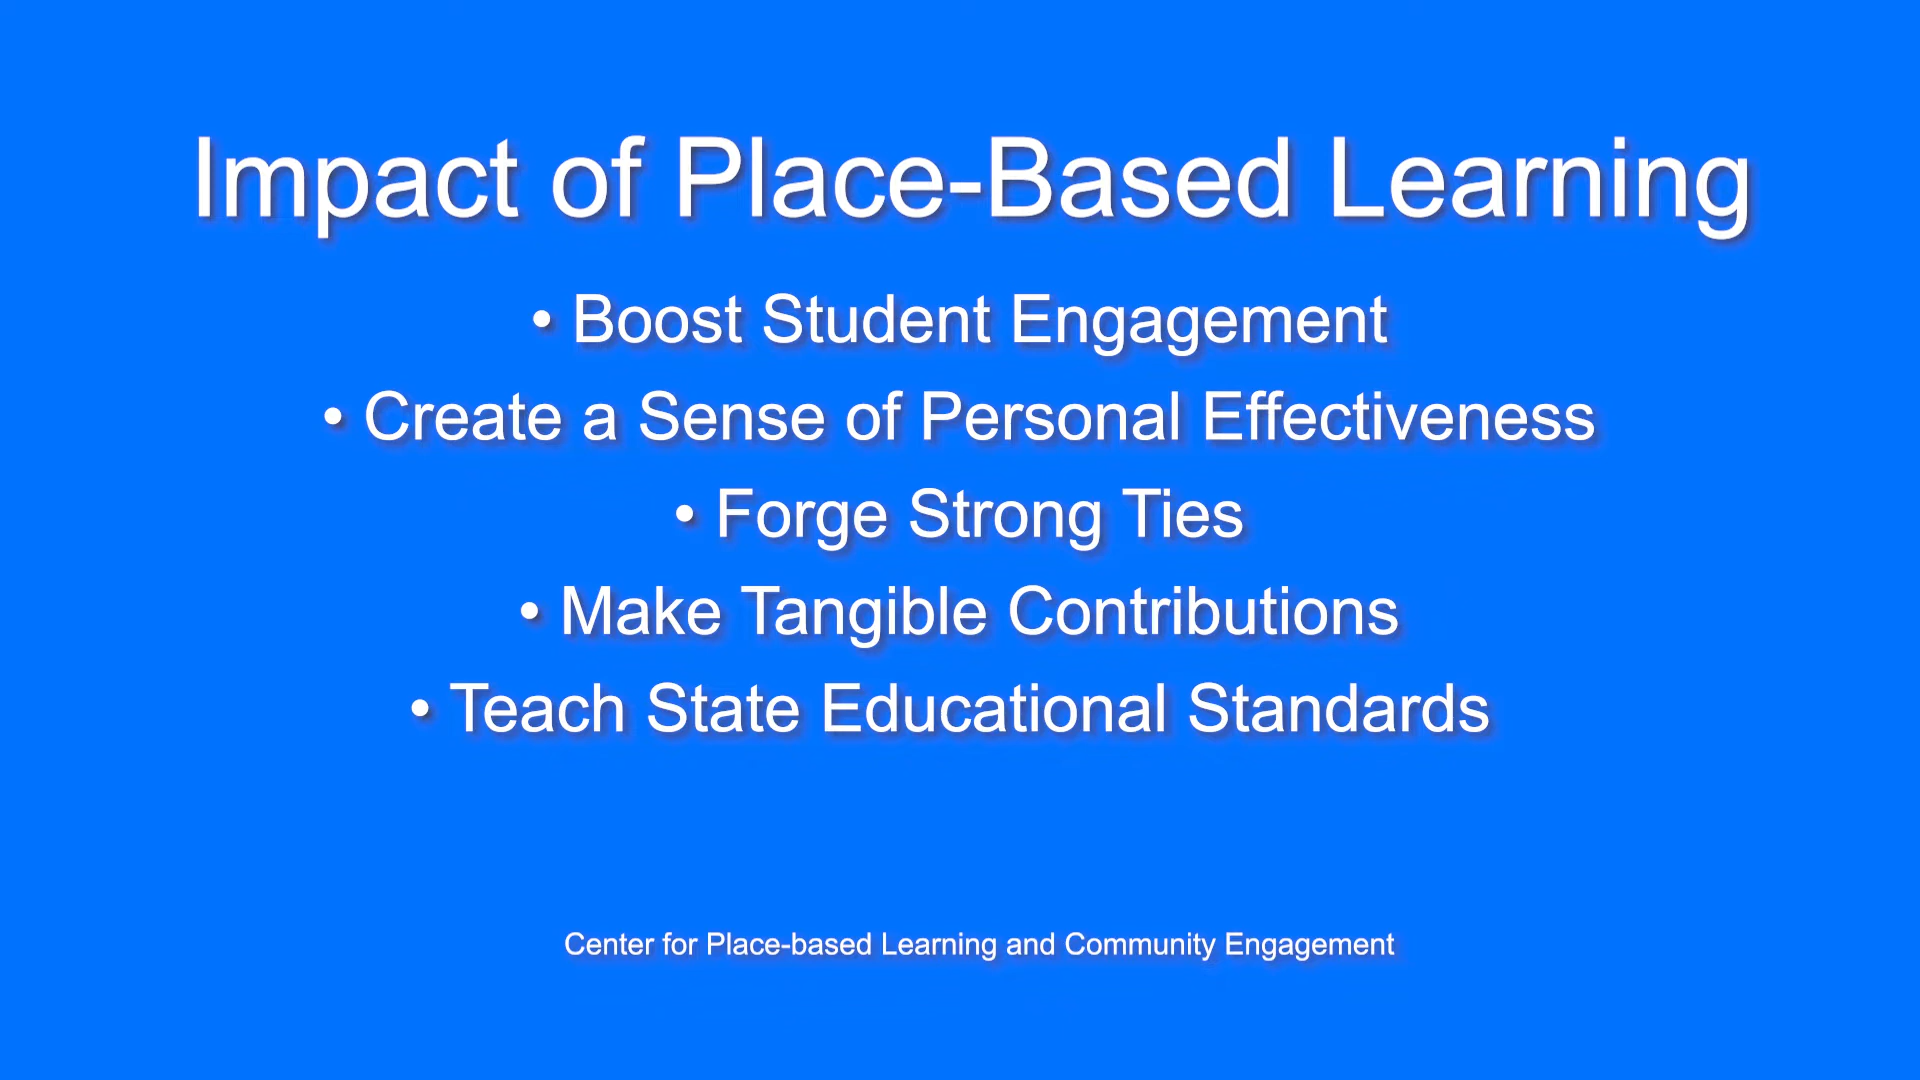 Impact of Place-Based Learning
• Boost Student Engagement
• Create a Sense of Personal Effectiveness
• Forge Strong Ties
• Make Tangible Contributions
• Teach State Educational Standards
Center for Place-based Learning and Community Engagement